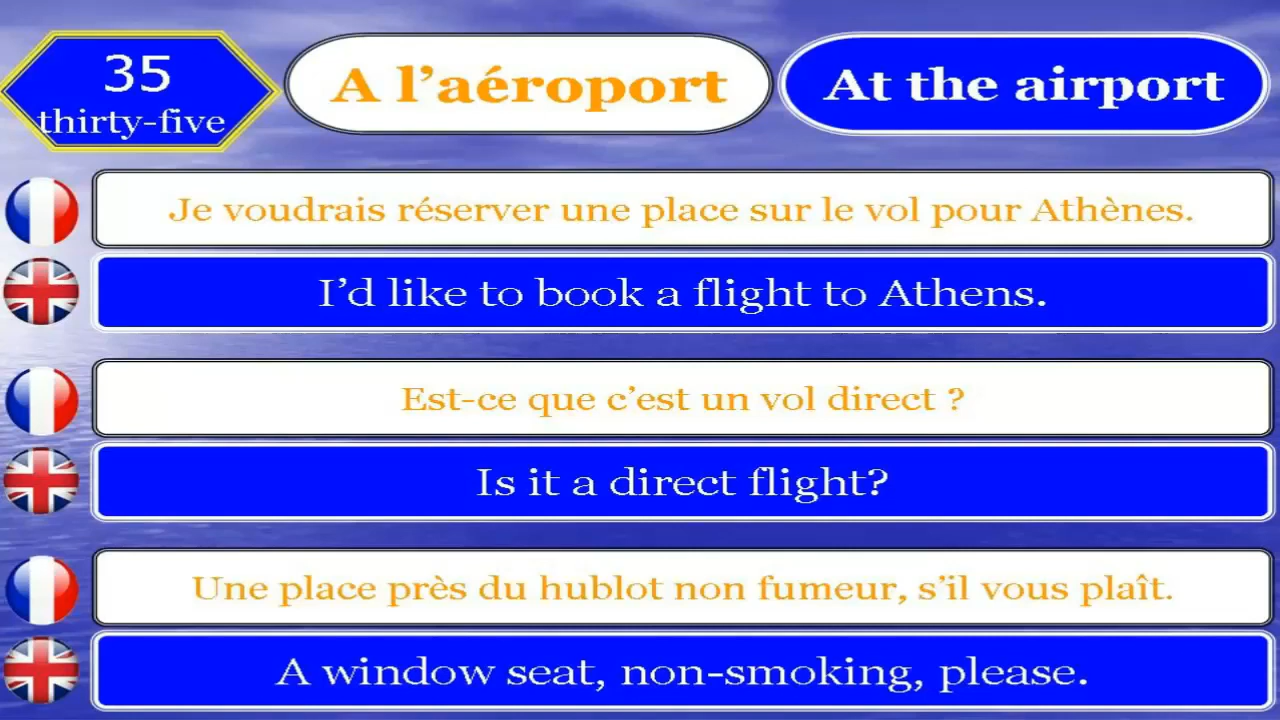 35
thirty-five
A l’aéroport
At the airport
Je voudrais réserver une place sur le vol pour Athènes.
I’d like to book a flight to Athens.
Est-ce que c’est un vol direct ?
Is it a direct flight?
Une place près du hublot non fumeur, s’il vous plaît.
A window seat, non-smoking, please.